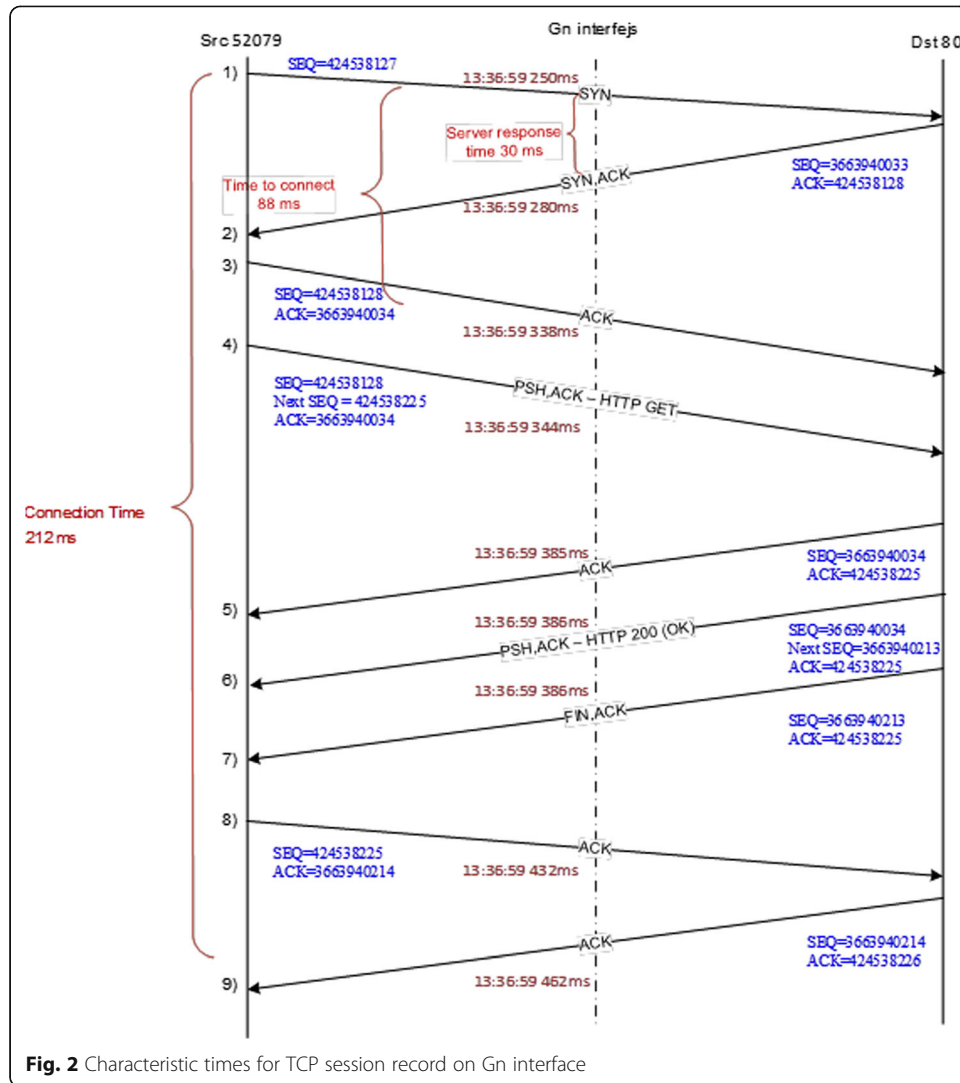 Gn interfejs
Src 52079
Dst 80
SEQ=424538127
1)
13:36:59 250ms
SYN
Server response
time 30 ms
SEQ=3663940033
ACK=424538128
SYN,ACK
Time to connect
88 ms
13:36:59 280ms
2)
3)
SEQ=424538128
ACK=3663940034
ACK
13:36:59 338ms
4)
SEQ=424538128
Next SEQ = 424538225
ACK=3663940034
PSH,ACK – HTTP GET
13:36:59 344ms
Connection Time
212 ms
13:36:59 385ms
SEQ=3663940034
ACK=424538225
ACK
5)
13:36:59 386ms
PSH,ACK – HTTP 200 (OK)
SEQ=3663940034
Next SEQ=3663940213
ACK=424538225
6)
13:36:59 386ms
FIN,ACK
SEQ=3663940213
ACK=424538225
7)
8)
SEQ=424538225
ACK=3663940214
ACK
13:36:59 432ms
ACK
SEQ=3663940214
ACK=424538226
9)
13:36:59 462ms
Fig. 2 Characteristic times for TCP session record on Gn interface